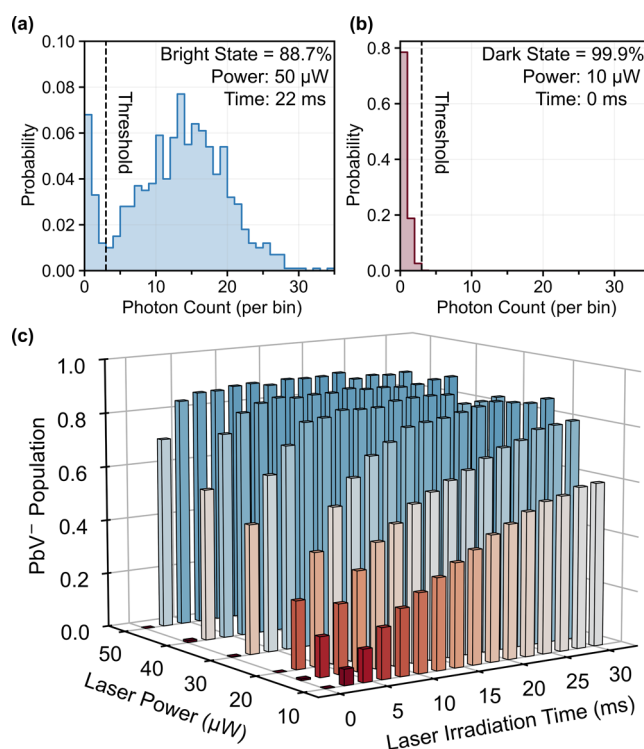 (a)
0.10
0.08
0.06
0.04
0.02
0.00
Probability
Bright State = 88.7%
Power: 50 μW
Time: 22 ms
Threshold
0
10
20
30
Photon Count (per bin)
(b)
0.8
0.6
0.4
0.2
0.0
Probability
Dark State = 99.9%
Power: 10 μW
Time: 0 ms
Threshold
0
10
20
30
Photon Count (per bin)
(c)
1.0
0.8
0.6
0.4
0.2
0.0
PbV⁻ Population
50
40
30
20
10
Laser Power (μW)
0
5
10
15
20
25
30
Laser Irradiation Time (ms)